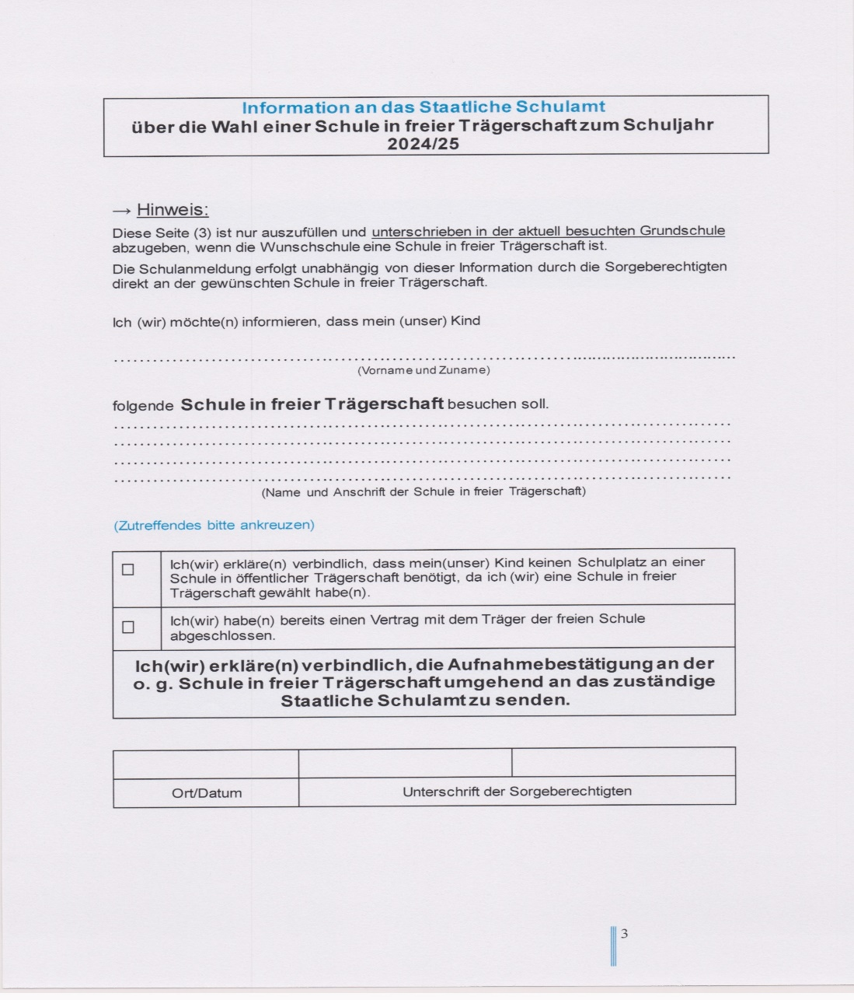 Information an das Staatliche Schulamt
über die Wahl einer Schule in freier Trägerschaft zum Schuljahr
2024/25
→ Hinweis:
Diese Seite (3) ist nur auszufüllen und unterschrieben in der aktuell besuchten Grundschule
abzugeben, wenn die Wunschschule eine Schule in freier Trägerschaft ist.
Die Schulanmeldung erfolgt unabhängig von dieser Information durch die Sorgeberechtigten
direkt an der gewünschten Schule in freier Trägerschaft.
Ich (wir) möchte(n) informieren, dass mein (unser) Kind
(Vorname und Zuname)
folgende Schule in freier Trägerschaft besuchen soll.
(Name und Anschrift der Schule in freier Trägerschaft)
(Zutreffendes bitte ankreuzen)
☐ Ich(wir) erkläre(n) verbindlich, dass mein(unser) Kind keinen Schulplatz an einer
Schule in öffentlicher Trägerschaft benötigt, da ich (wir) eine Schule in freier
Trägerschaft gewählt habe(n).
☐ Ich(wir) habe(n) bereits einen Vertrag mit dem Träger der freien Schule
abgeschlossen.
Ich(wir) erkläre(n) verbindlich, die Aufnahmebestätigung an der
o. g. Schule in freier Trägerschaft umgehend an das zuständige
Staatliche Schulamt zu senden.
Ort/Datum Unterschrift der Sorgeberechtigten
3